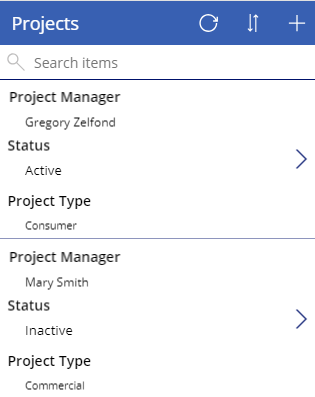 Projects
Search items
Project Manager
Gregory Zelfond
Status
Active
Project Type
Consumer
Project Manager
Mary Smith
Status
Inactive
Project Type
Commercial